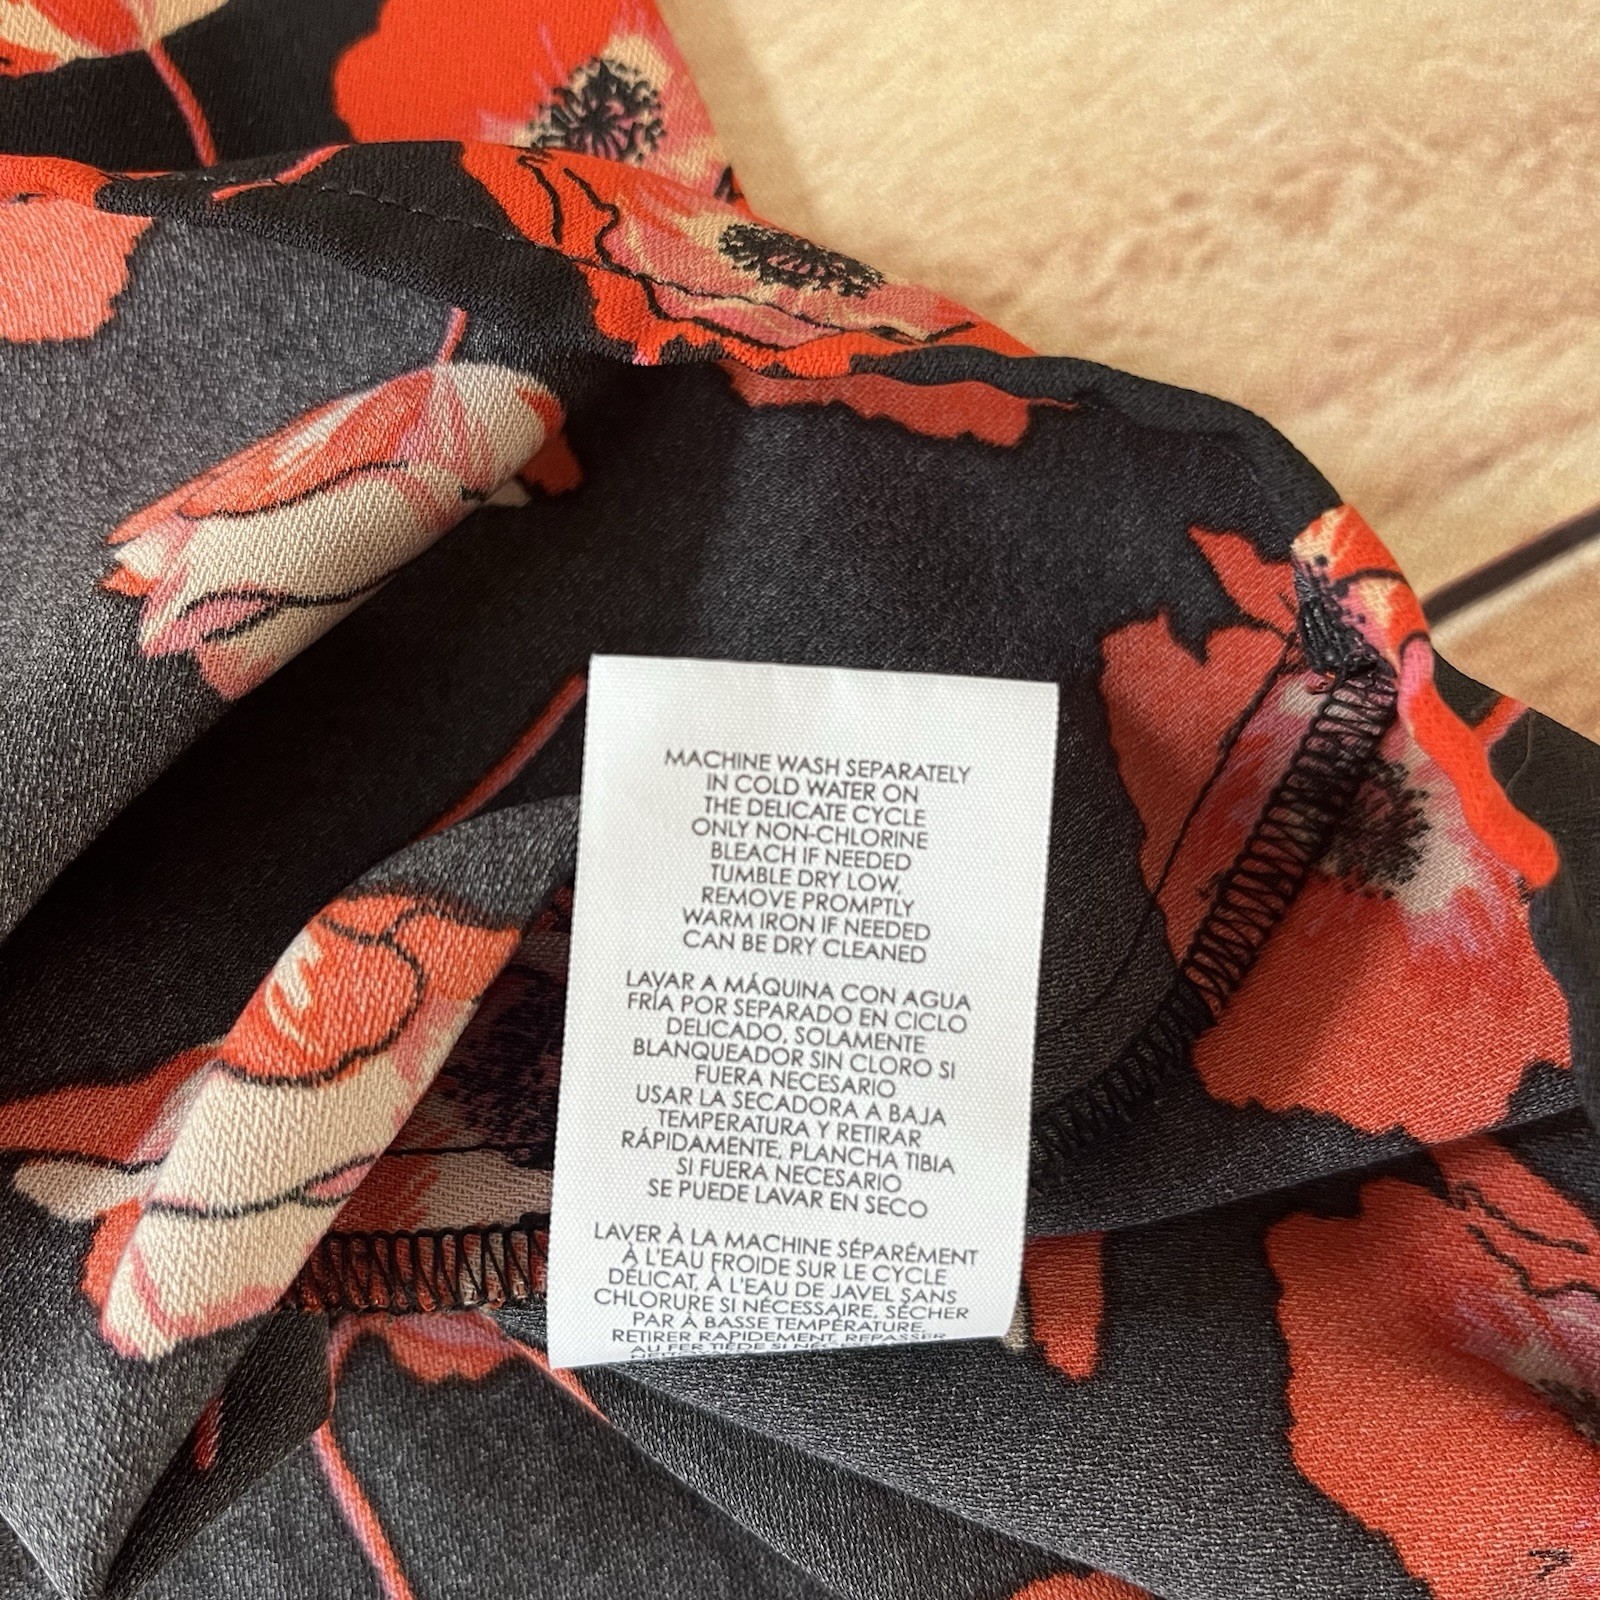 MACHINE WASH SEPARATELY
IN COLD WATER ON
THE DELICATE CYCLE
ONLY NON-CHLORINE
BLEACH IF NEEDED
TUMBLE DRY LOW,
REMOVE PROMPTLY
WARM IRON IF NEEDED
CAN BE DRY CLEANED
LAVAR A MÁQUINA CON AGUA
FRÍA POR SEPARADO EN CICLO
DELICADO, SOLAMENTE
BLANQUEADOR SIN CLORO SI
FUERA NECESARIO
USAR LA SECADORA A BAJA
TEMPERATURA Y RETIRAR
RÁPIDAMENTE, PLANCHA TIBIA
SI FUERA NECESARIO
SE PUEDE LAVAR EN SECO
LAVER À LA MACHINE SÉPARÉMENT
À L'EAU FROIDE SUR LE CYCLE
DÉLICAT, À L'EAU DE JAVEL SANS
CHLORURE SI NÉCESSAIRE, SÉCHER
PAR À BASSE TEMPÉRATURE,
RETIRER RAPIDEMENT, REPASSER
AU FER TIÈDE SI